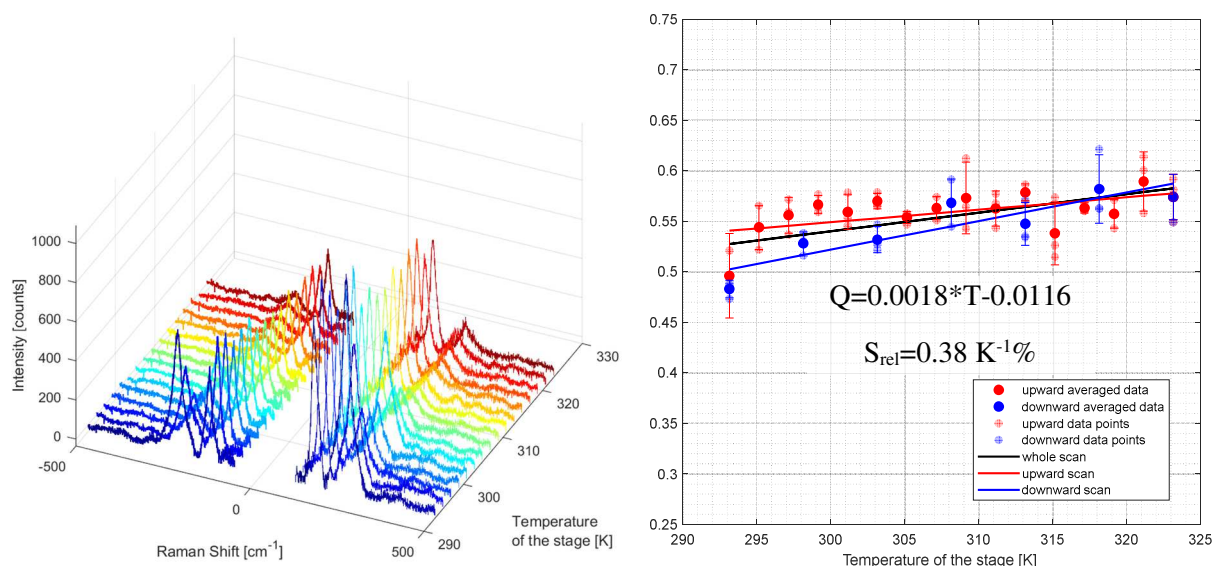 1000
800
600
400
200
0
Intensity [counts]
-500
0
500
Raman Shift [cm-1]
290
300
310
320
330
Temperature
of the stage [K]
0.75
0.7
0.65
0.6
0.55
0.5
0.45
0.4
0.35
0.3
0.25
Q=0.0018*T-0.0116
Srel=0.38 K-1%
upward averaged data
downward averaged data
upward data points
downward data points
whole scan
upward scan
downward scan
290 295 300 305 310 315 320 325
Temperature of the stage [K]